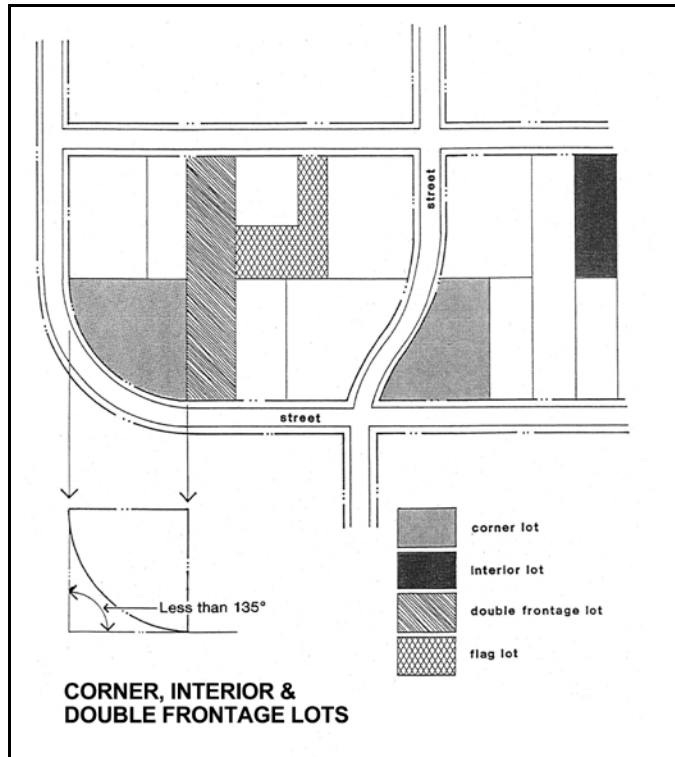 street
street
Less than 135°
corner lot
interior lot
double frontage lot
flag lot
CORNER, INTERIOR &
DOUBLE FRONTAGE LOTS